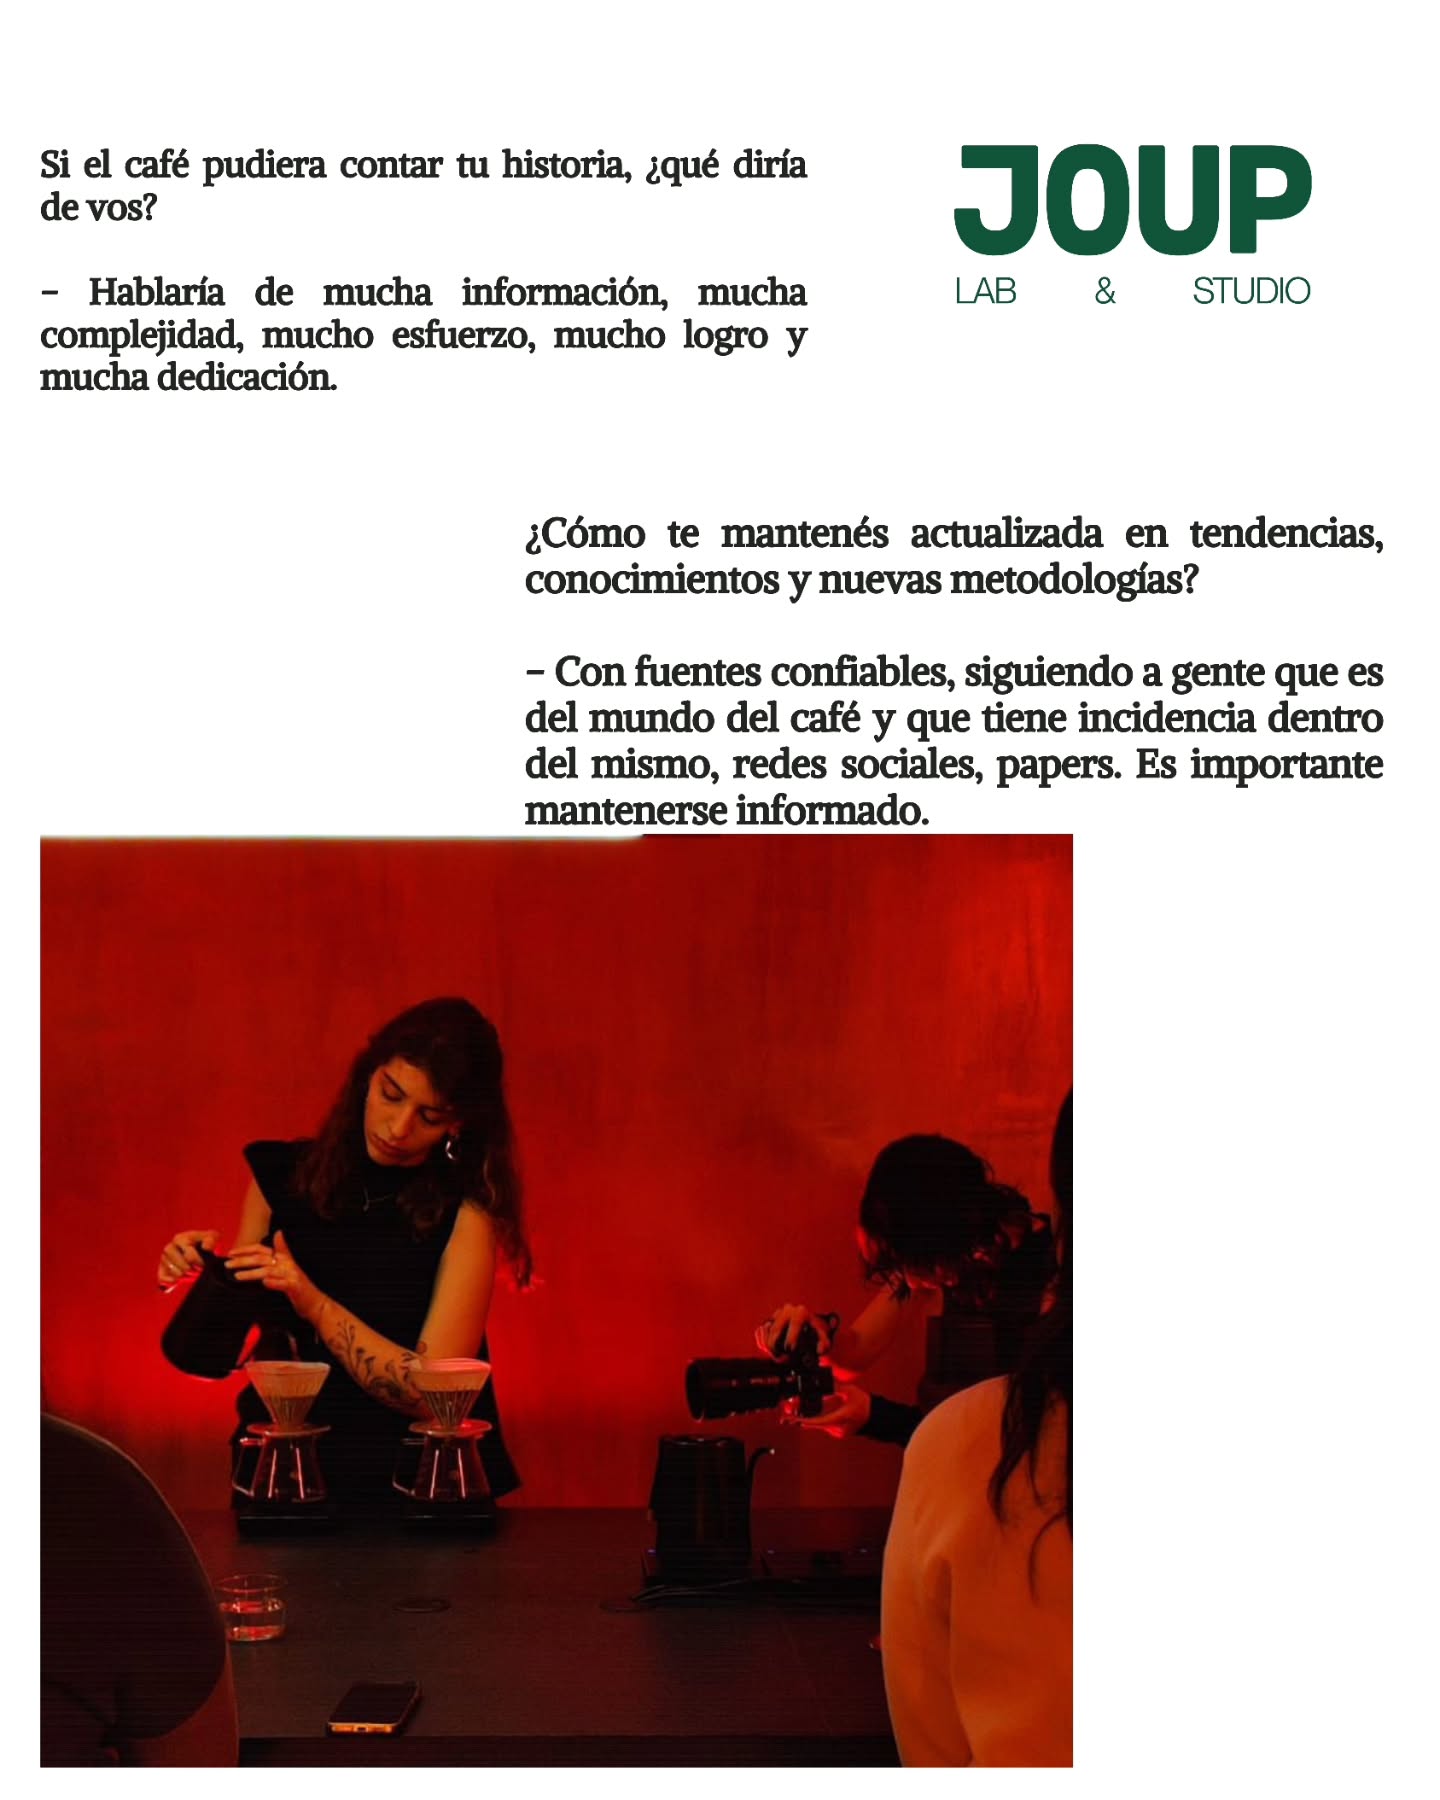 Si el café pudiera contar tu historia, ¿qué diría
de vos?
– Hablaría de mucha información, mucha
complejidad, mucho esfuerzo, mucho logro y
mucha dedicación.
JOUP
LAB & STUDIO
¿Cómo te mantenés actualizada en tendencias,
conocimientos y nuevas metodologías?
– Con fuentes confiables, siguiendo a gente que es
del mundo del café y que tiene incidencia dentro
del mismo, redes sociales, papers. Es importante
mantenerse informado.